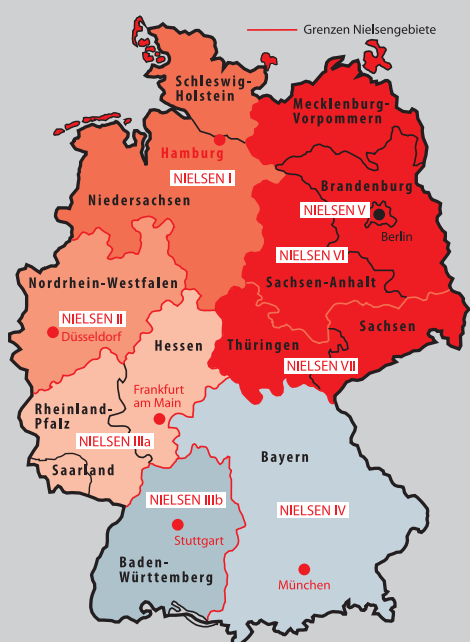 Grenzen Nielsengebiete
Schleswig-
Holstein
Mecklenburg-
Vorpommern
Hamburg
NIELSEN I
Brandenburg
Niedersachsen
NIELSEN V
Berlin
NIELSEN VI
Nordrhein-Westfalen
Sachsen-Anhalt
NIELSEN II
Düsseldorf
Sachsen
Hessen
Thüringen
NIELSEN VII
Frankfurt
am Main
Rheinland-
Pfalz
NIELSEN IIIa
Saarland
Bayern
NIELSEN IIIb
NIELSEN IV
Stuttgart
Baden-
Württemberg
München